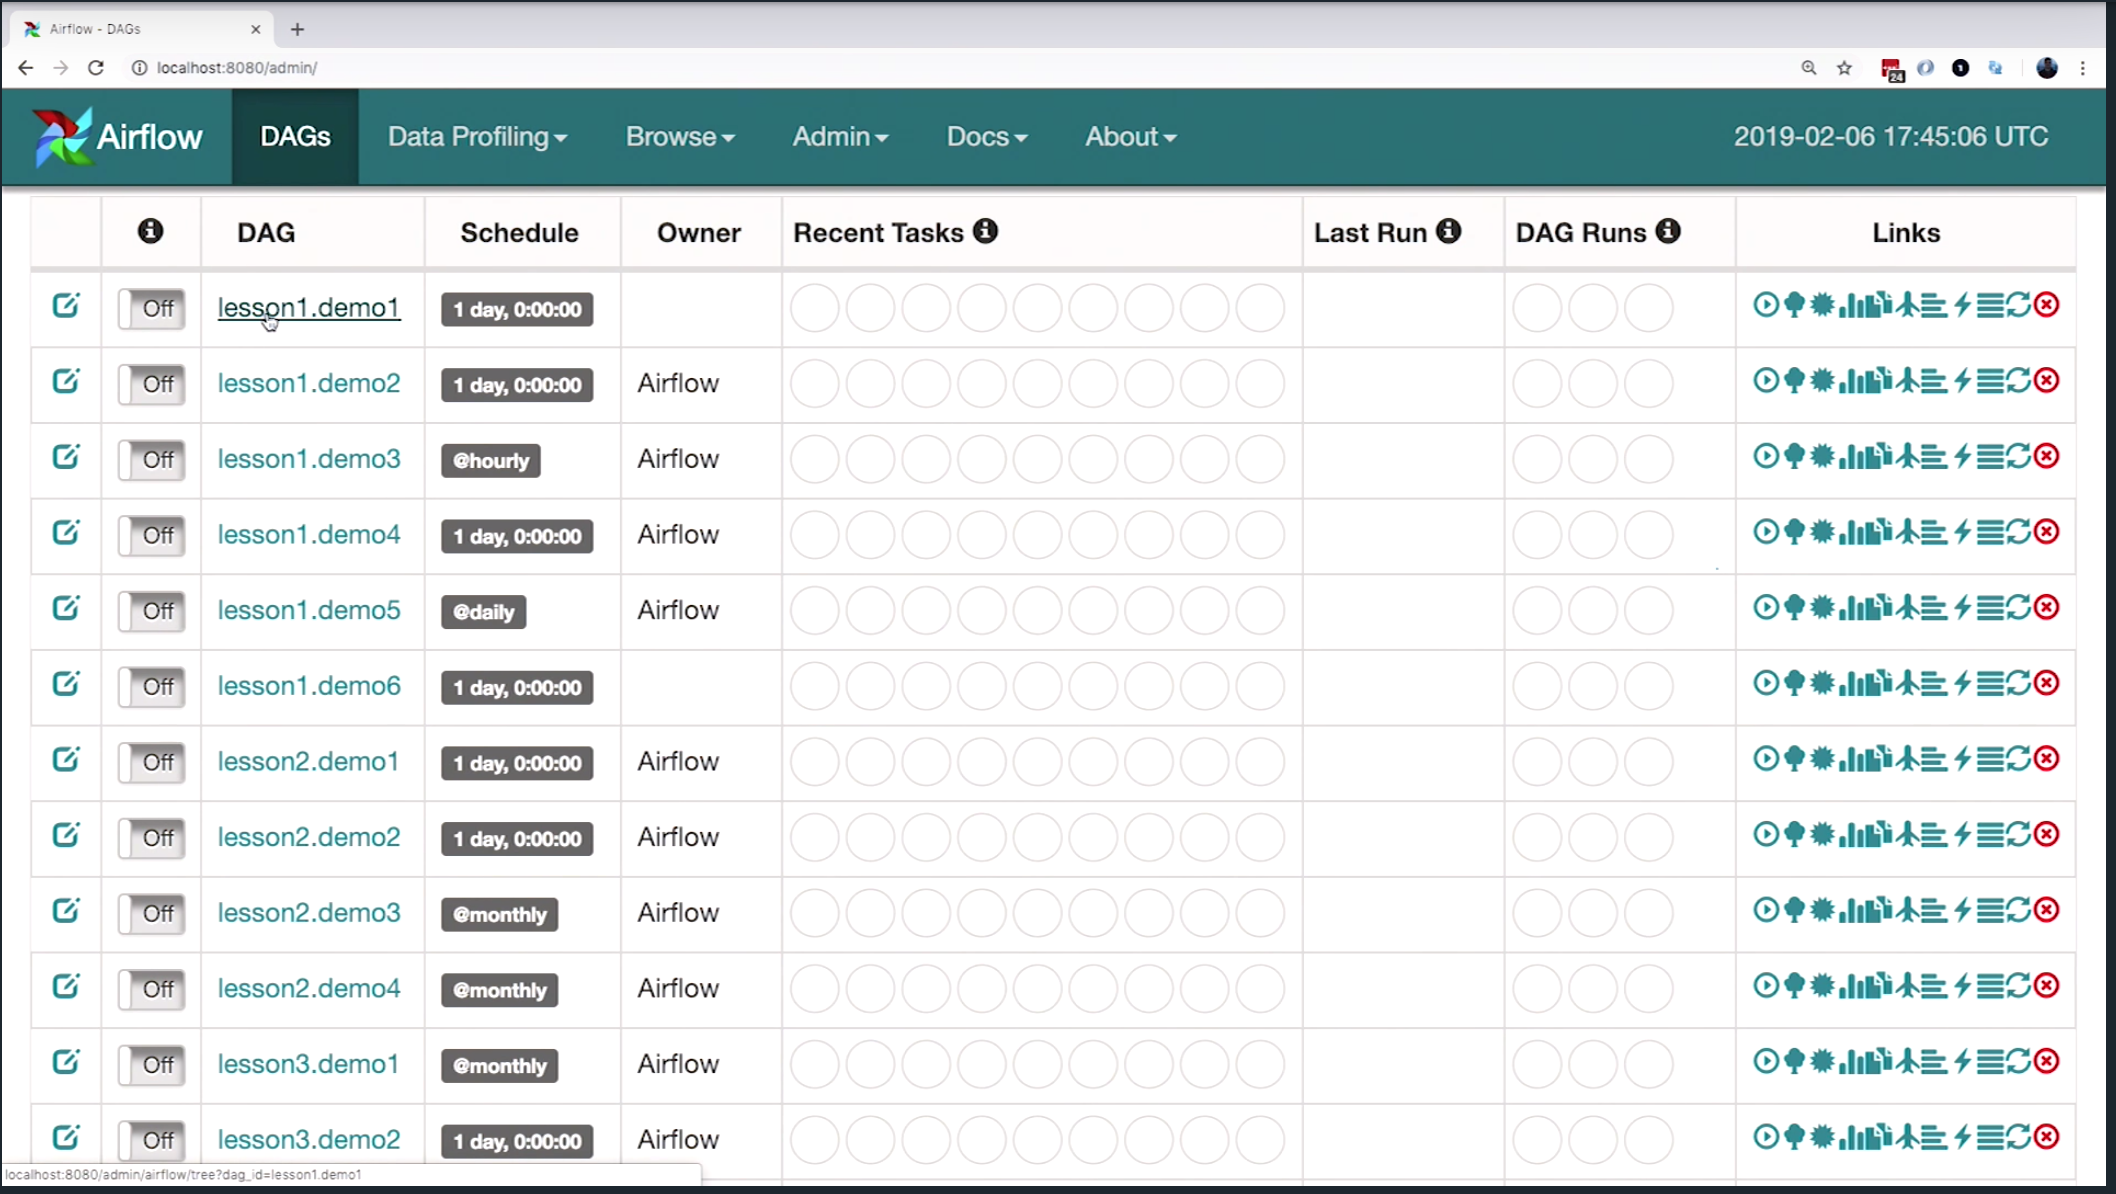 Airflow - DAGs
localhost:8080/admin/
24
1
Airflow DAGs Data Profiling Browse Admin Docs About 2019-02-06 17:45:06 UTC
DAG Schedule Owner Recent Tasks Last Run DAG Runs Links
Off lesson1.demo1 1 day, 0:00:00
Off lesson1.demo2 1 day, 0:00:00 Airflow
Off lesson1.demo3 @hourly Airflow
Off lesson1.demo4 1 day, 0:00:00 Airflow
Off lesson1.demo5 @daily Airflow
Off lesson1.demo6 1 day, 0:00:00
Off lesson2.demo1 1 day, 0:00:00 Airflow
Off lesson2.demo2 1 day, 0:00:00 Airflow
Off lesson2.demo3 @monthly Airflow
Off lesson2.demo4 @monthly Airflow
Off lesson3.demo1 @monthly Airflow
Off lesson3.demo2 1 day, 0:00:00 Airflow
localhost:8080/admin/airflow/tree?dag_id=lesson1.demo1